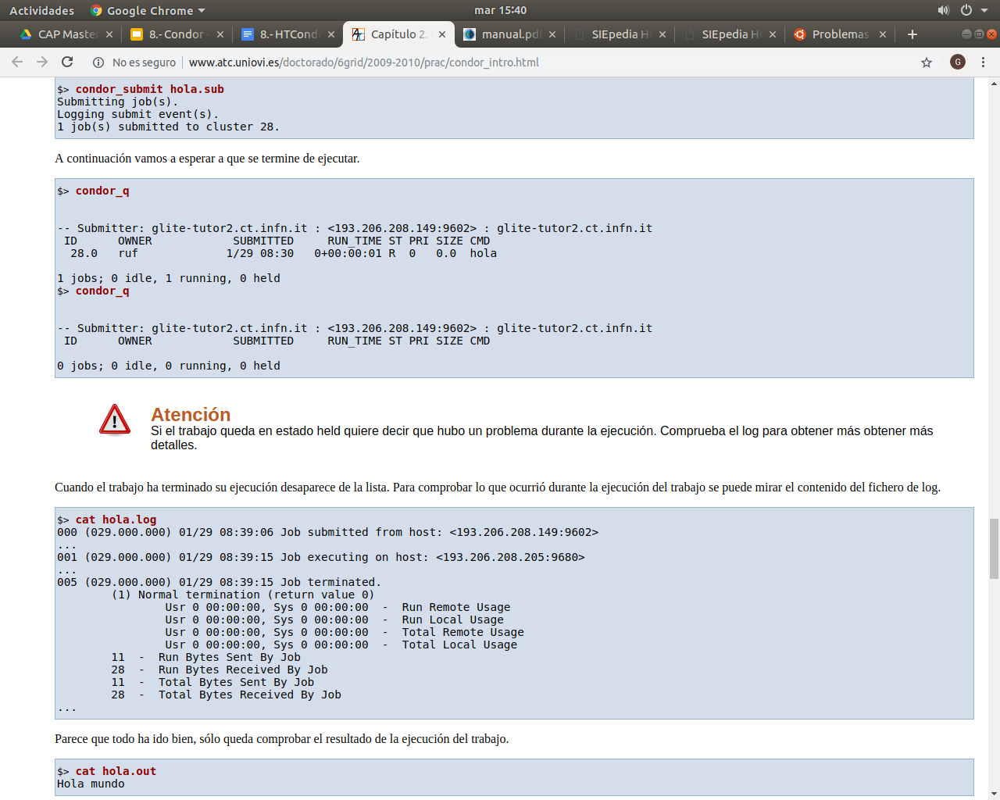 Actividades Google Chrome mar 15:40
CAP Master 8.- Condor - 8.- HTCond Capítulo 2. manual.pdf SIEpedia H SIEpedia H Problemas
No es seguro www.atc.uniovi.es/doctorado/6grid/2009-2010/prac/condor_intro.html G
$> condor_submit hola.sub
Submitting job(s).
Logging submit event(s).
1 job(s) submitted to cluster 28.
A continuación vamos a esperar a que se termine de ejecutar.
$> condor_q
-- Submitter: glite-tutor2.ct.infn.it : <193.206.208.149:9602> : glite-tutor2.ct.infn.it
ID OWNER SUBMITTED RUN_TIME ST PRI SIZE CMD
28.0 ruf 1/29 08:30 0+00:00:01 R 0 0.0 hola
1 jobs; 0 idle, 1 running, 0 held
$> condor_q
-- Submitter: glite-tutor2.ct.infn.it : <193.206.208.149:9602> : glite-tutor2.ct.infn.it
ID OWNER SUBMITTED RUN_TIME ST PRI SIZE CMD
0 jobs; 0 idle, 0 running, 0 held
Atención
Si el trabajo queda en estado held quiere decir que hubo un problema durante la ejecución. Comprueba el log para obtener más obtener más
detalles.
Cuando el trabajo ha terminado su ejecución desaparece de la lista. Para comprobar lo que ocurrió durante la ejecución del trabajo se puede mirar el contenido del fichero de log.
$> cat hola.log
000 (029.000.000) 01/29 08:39:06 Job submitted from host: <193.206.208.149:9602>
...
001 (029.000.000) 01/29 08:39:15 Job executing on host: <193.206.208.205:9680>
...
005 (029.000.000) 01/29 08:39:15 Job terminated.
(1) Normal termination (return value 0)
Usr 0 00:00:00, Sys 0 00:00:00 - Run Remote Usage
Usr 0 00:00:00, Sys 0 00:00:00 - Run Local Usage
Usr 0 00:00:00, Sys 0 00:00:00 - Total Remote Usage
Usr 0 00:00:00, Sys 0 00:00:00 - Total Local Usage
11 - Run Bytes Sent By Job
28 - Run Bytes Received By Job
11 - Total Bytes Sent By Job
28 - Total Bytes Received By Job
...
Parece que todo ha ido bien, sólo queda comprobar el resultado de la ejecución del trabajo.
$> cat hola.out
Hola mundo